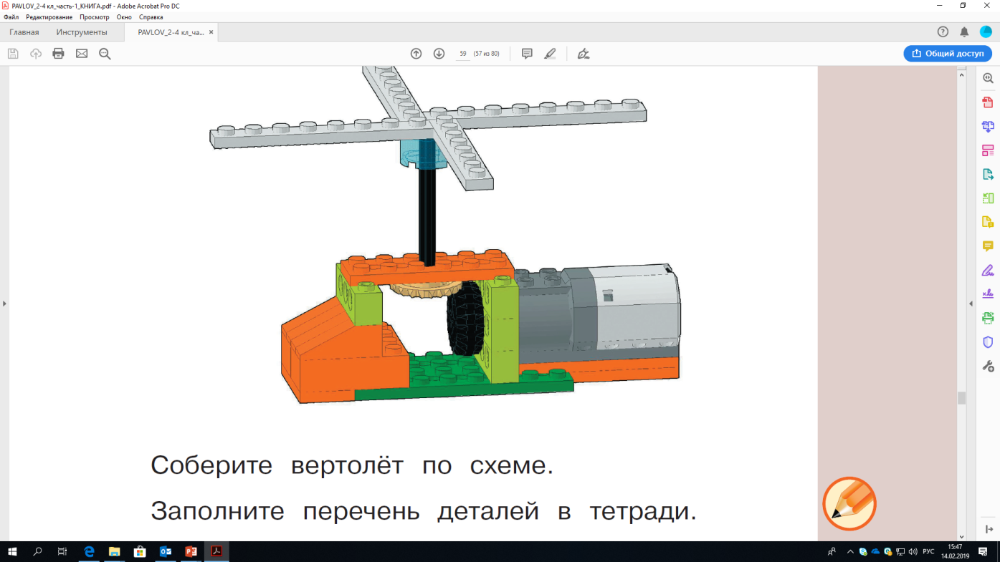 PAVLOV_2-4 кл_часть-1_КНИГА.pdf - Adobe Acrobat Pro DC
Файл Редактирование Просмотр Окно Справка
Главная Инструменты PAVLOV_2-4 кл_ча... ×
59 (57 из 80) Общий доступ
Соберите вертолёт по схеме.
Заполните перечень деталей в тетради.
РУС 15:47
14.02.2019